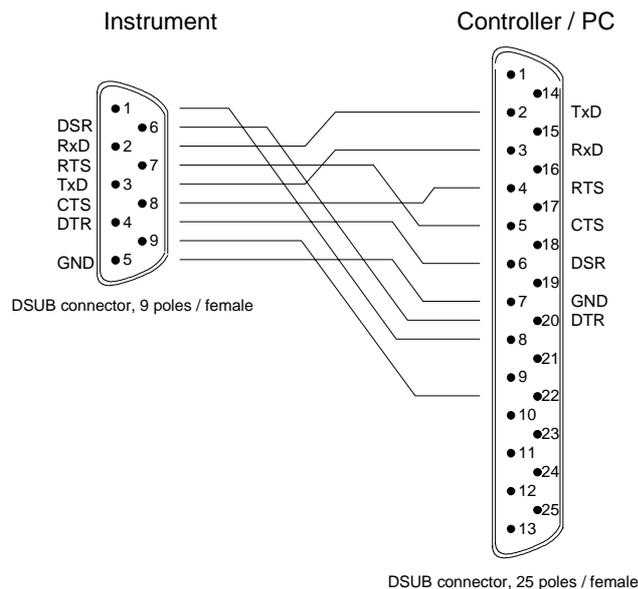 Instrument
Controller / PC
1
DSR 6
RxD 2
RTS 7
TxD 3
CTS 8
DTR 4
9
GND 5
DSUB connector, 9 poles / female
1
14
2 TxD
15
3 RxD
16
4 RTS
17
5 CTS
18
6 DSR
19
7 GND
20 DTR
8
21
9
22
10
23
11
24
12
25
13
DSUB connector, 25 poles / female